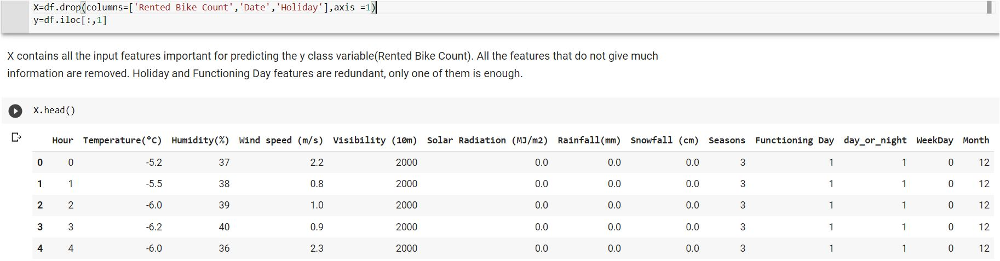 X=df.drop(columns=['Rented Bike Count','Date','Holiday'],axis =1)
y=df.iloc[:,1]
X contains all the input features important for predicting the y class variable(Rented Bike Count). All the features that do not give much
information are removed. Holiday and Functioning Day features are redundant, only one of them is enough.
X.head()
Hour Temperature(°C) Humidity(%) Wind speed (m/s) Visibility (10m) Solar Radiation (MJ/m2) Rainfall(mm) Snowfall (cm) Seasons Functioning Day day_or_night WeekDay Month
0 0 -5.2 37 2.2 2000 0.0 0.0 0.0 3 1 1 0 12
1 1 -5.5 38 0.8 2000 0.0 0.0 0.0 3 1 1 0 12
2 2 -6.0 39 1.0 2000 0.0 0.0 0.0 3 1 1 0 12
3 3 -6.2 40 0.9 2000 0.0 0.0 0.0 3 1 1 0 12
4 4 -6.0 36 2.3 2000 0.0 0.0 0.0 3 1 1 0 12